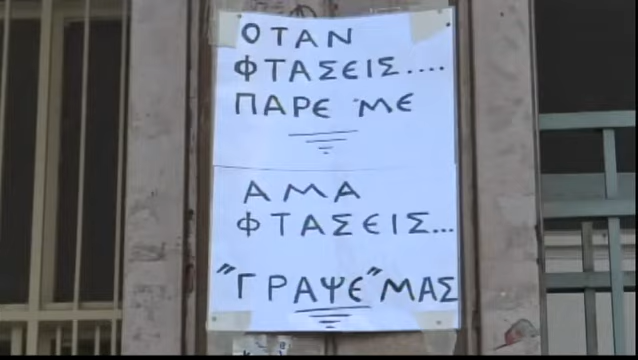 ΟΤΑΝ
ΦΤΑΣΕΙΣ....
ΠΑΡΕ ΜΕ
ΑΜΑ
ΦΤΑΣΕΙΣ...
"ΓΡΑΨΕ" ΜΑΣ